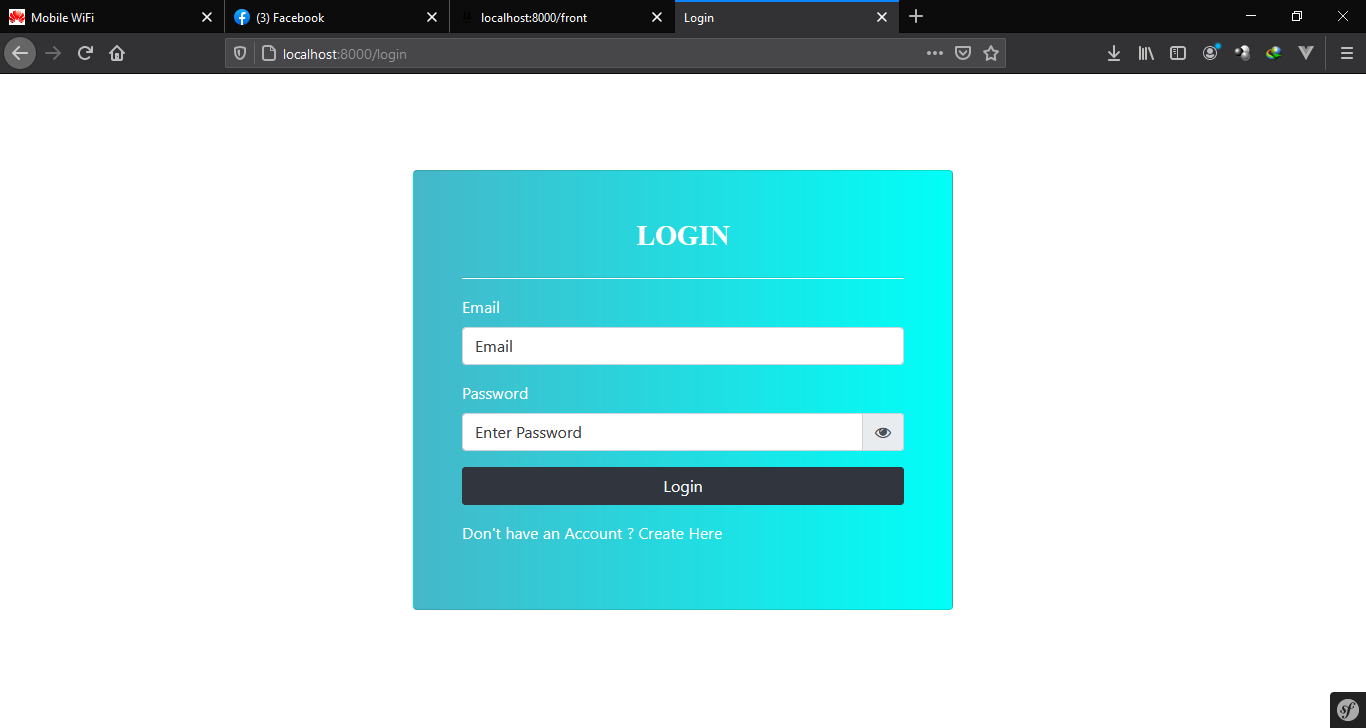 Mobile WiFi
(3) Facebook
localhost:8000/front
Login
localhost:8000/login
LOGIN
Email
Email
Password
Enter Password
Login
Don't have an Account ? Create Here
sf